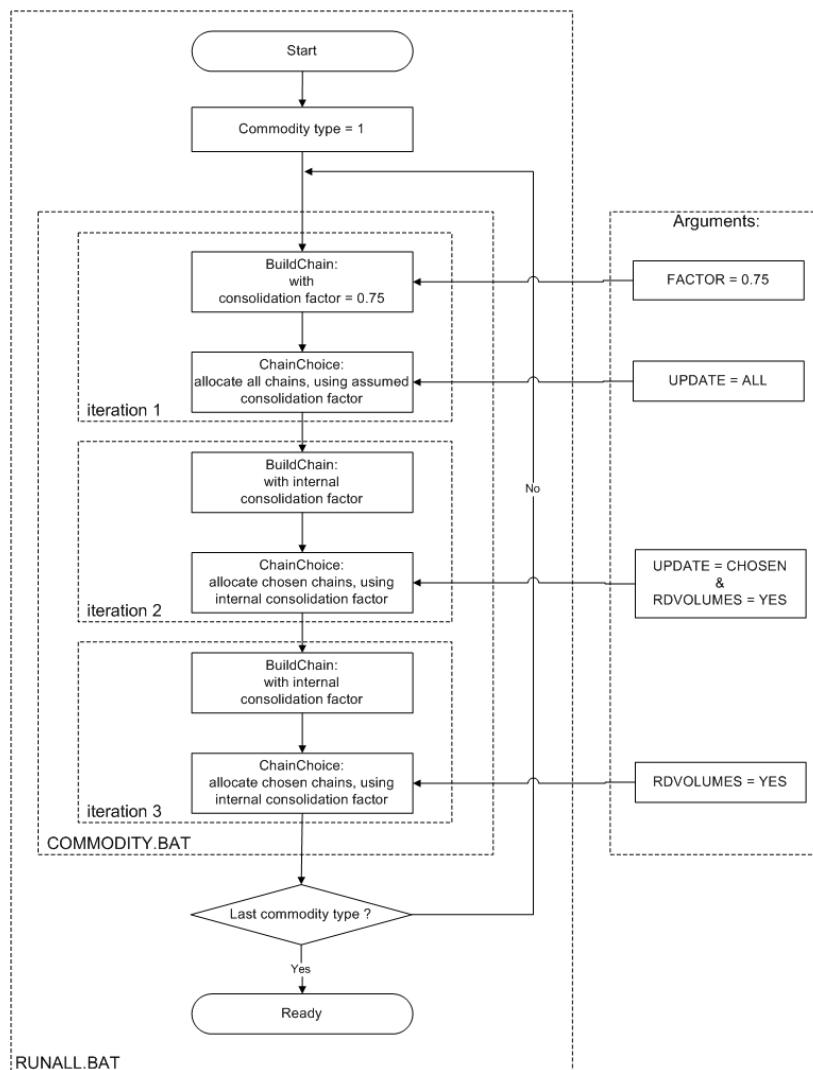 Start
Commodity type = 1
Arguments:
BuildChain:
with
consolidation factor = 0.75
FACTOR = 0.75
ChainChoice:
allocate all chains, using assumed
consolidation factor
UPDATE = ALL
iteration 1
BuildChain:
with internal
consolidation factor
No
ChainChoice:
allocate chosen chains, using
internal consolidation factor
UPDATE = CHOSEN
&
RDVOLUMES = YES
iteration 2
BuildChain:
with internal
consolidation factor
ChainChoice:
allocate chosen chains, using
internal consolidation factor
RDVOLUMES = YES
iteration 3
COMMODITY.BAT
Last commodity type ?
Yes
Ready
RUNALL.BAT